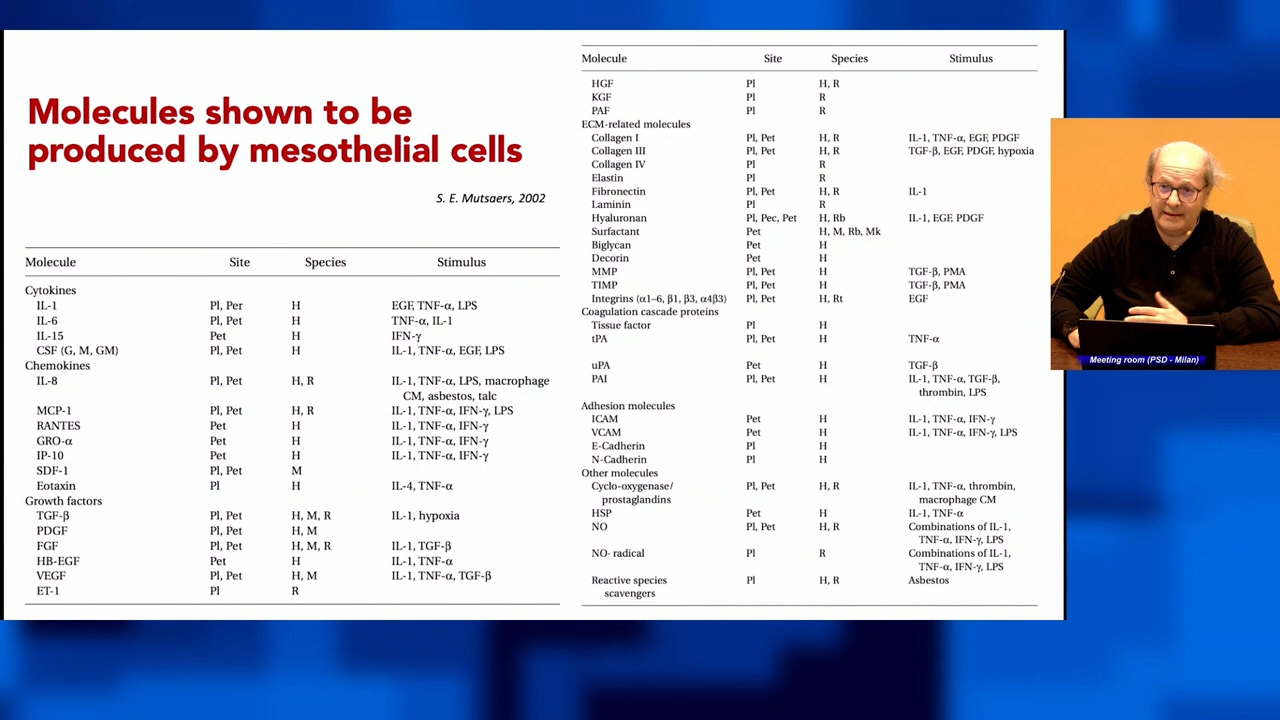 Molecules shown to be
produced by mesothelial cells
S. E. Mutsaers, 2002
Molecule Site Species Stimulus
Cytokines
IL-1 Pl, Per H EGF, TNF-α, LPS
IL-6 Pl, Pet H TNF-α, IL-1
IL-15 Pet H IFN-γ
CSF (G, M, GM) Pl, Pet H IL-1, TNF-α, EGF, LPS
Chemokines
IL-8 Pl, Pet H, R IL-1, TNF-α, LPS, macrophage
CM, asbestos, talc
MCP-1 Pl, Pet H, R IL-1, TNF-α, IFN-γ, LPS
RANTES Pet H IL-1, TNF-α, IFN-γ
GRO-α Pet H IL-1, TNF-α, IFN-γ
IP-10 Pet H IL-1, TNF-α, IFN-γ
SDF-1 Pl, Pet M
Eotaxin Pl H IL-4, TNF-α
Growth factors
TGF-β Pl, Pet H, M, R IL-1, hypoxia
PDGF Pl, Pet H, M
FGF Pl, Pet H, M, R IL-1, TGF-β
HB-EGF Pet H IL-1, TNF-α
VEGF Pl, Pet H, M IL-1, TNF-α, TGF-β
ET-1 Pl R
Molecule Site Species Stimulus
HGF Pl H, R
KGF Pl R
PAF Pl R
ECM-related molecules
Collagen I Pl, Pet H, R IL-1, TNF-α, EGF, PDGF
Collagen III Pl, Pet H, R TGF-β, EGF, PDGF, hypoxia
Collagen IV Pl R
Elastin Pl R
Fibronectin Pl, Pet H, R IL-1
Laminin Pl R
Hyaluronan Pl, Pec, Pet H, Rb IL-1, EGF, PDGF
Surfactant Pet H, M, Rb, Mk
Biglycan Pet H
Decorin Pet H
MMP Pl, Pet H TGF-β, PMA
TIMP Pl, Pet H TGF-β, PMA
Integrins (α1–6, β1, β3, α4β3) Pl, Pet H, Rt EGF
Coagulation cascade proteins
Tissue factor Pl H
tPA Pl, Pet H TNF-α
uPA Pet H TGF-β
PAI Pl, Pet H IL-1, TNF-α, TGF-β,
thrombin, LPS
Adhesion molecules
ICAM Pet H IL-1, TNF-α, IFN-γ
VCAM Pet H IL-1, TNF-α, IFN-γ, LPS
E-Cadherin Pl H
N-Cadherin Pl H
Other molecules
Cyclo-oxygenase/ Pl, Pet H, R IL-1, TNF-α, thrombin,
prostaglandins macrophage CM
HSP Pet H IL-1, TNF-α
NO Pl, Pet H, R Combinations of IL-1,
TNF-α, IFN-γ, LPS
NO· radical Pl R Combinations of IL-1,
TNF-α, IFN-γ, LPS
Reactive species Pl H, R Asbestos
scavengers
Meeting room (PSD - Milan)